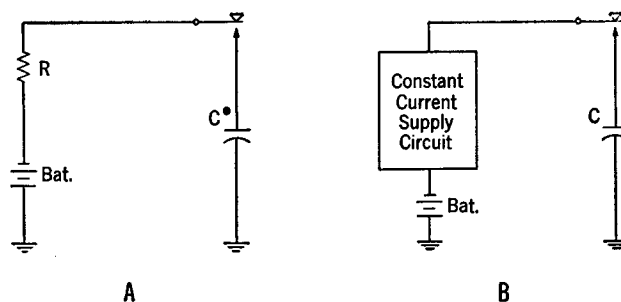 R
C
Bat.
A
Constant
Current
Supply
Circuit
C
Bat.
B